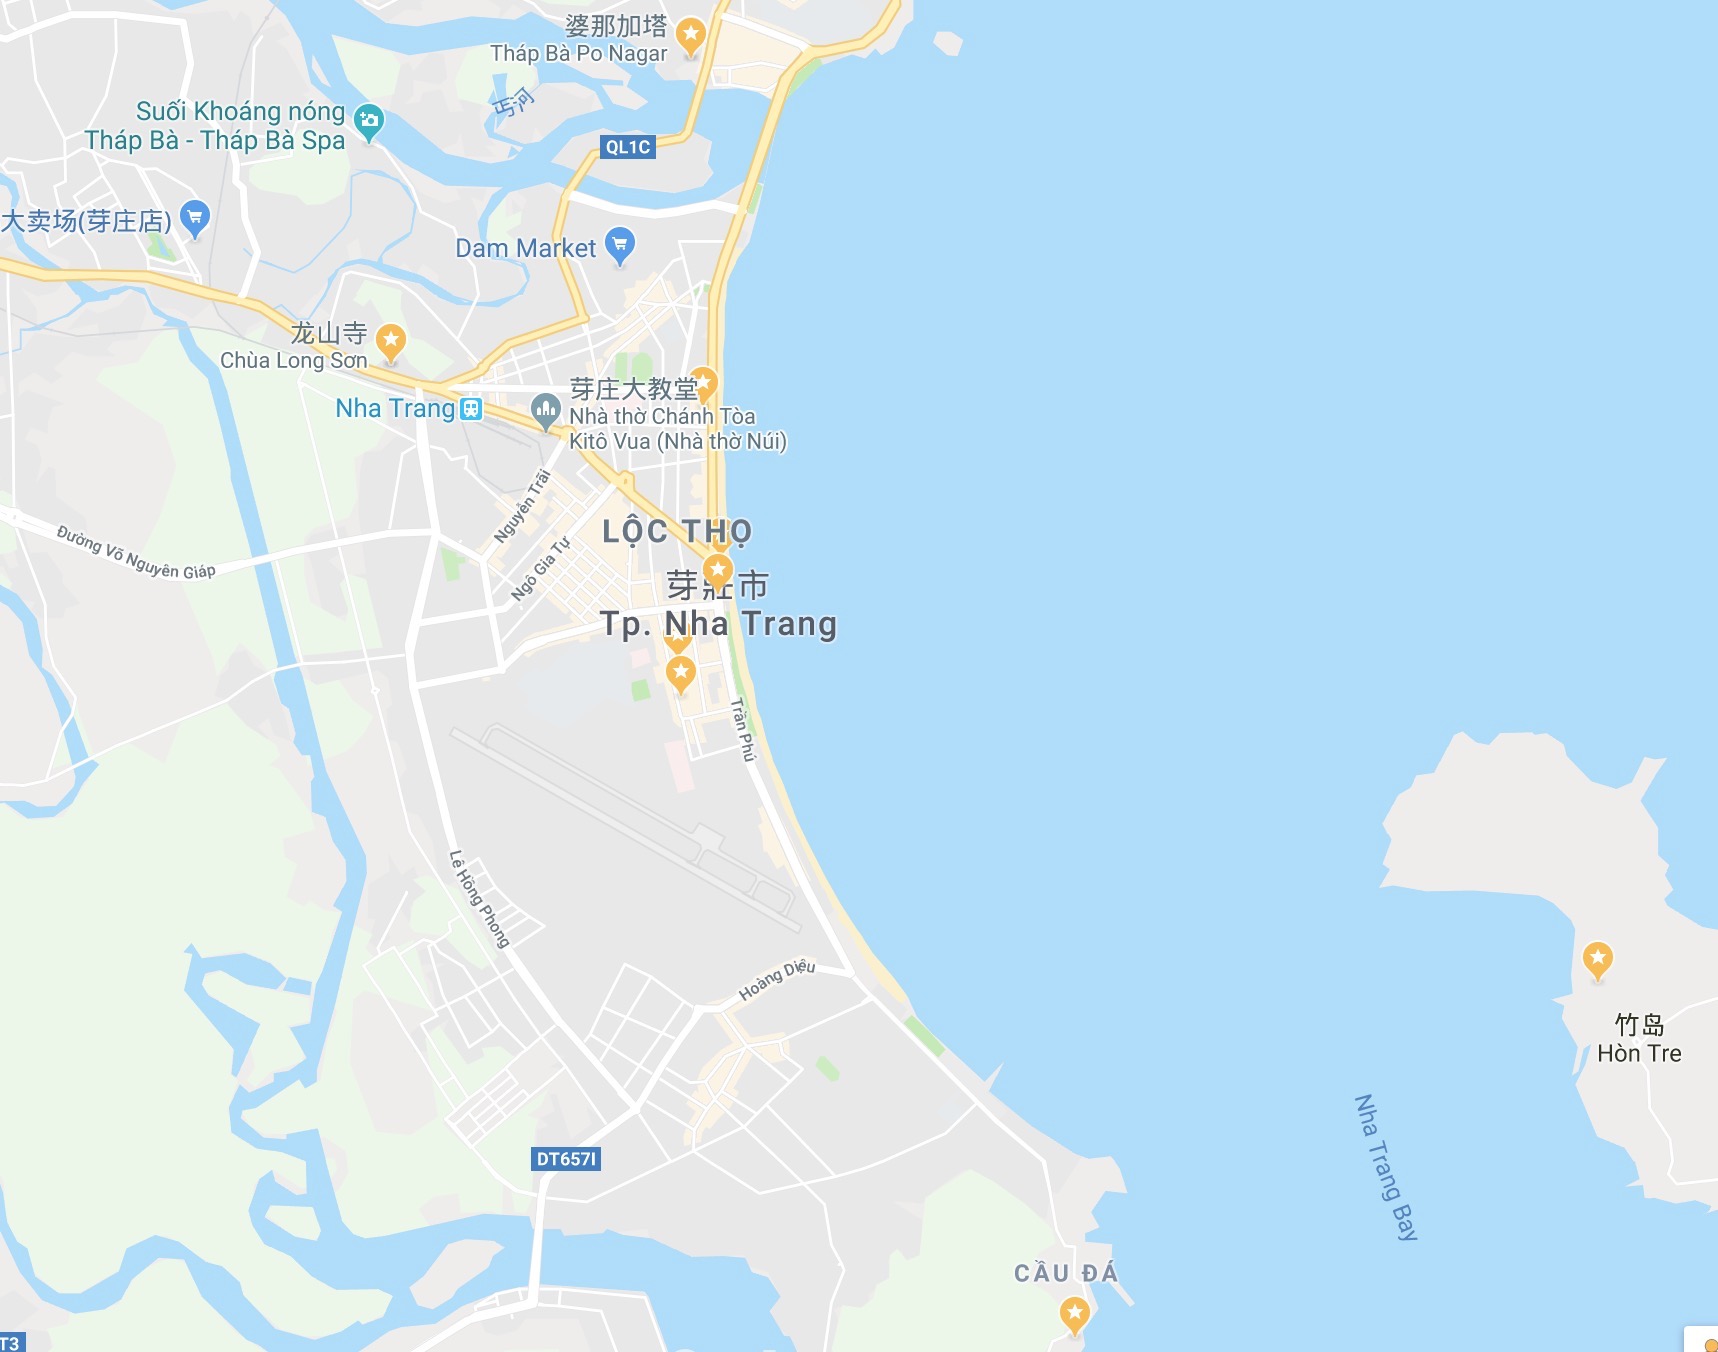 婆那加塔
Tháp Bà Po Nagar
丐河
Suối Khoáng nóng
Tháp Bà - Tháp Bà Spa
QL1C
大卖场(芽庄店)
Dam Market
龙山寺
Chùa Long Sơn
芽庄大教堂
Nhà thờ Chánh Tòa
Kitô Vua (Nhà thờ Núi)
Nha Trang
Nguyễn Trãi
Ngô Gia Tự
Đường Võ Nguyên Giáp
LỘC THỌ
芽莊市
Tp. Nha Trang
Trần Phú
Lê Hồng Phong
Hoàng Diệu
竹岛
Hòn Tre
Nha Trang Bay
DT657I
CẦU ĐÁ
T3